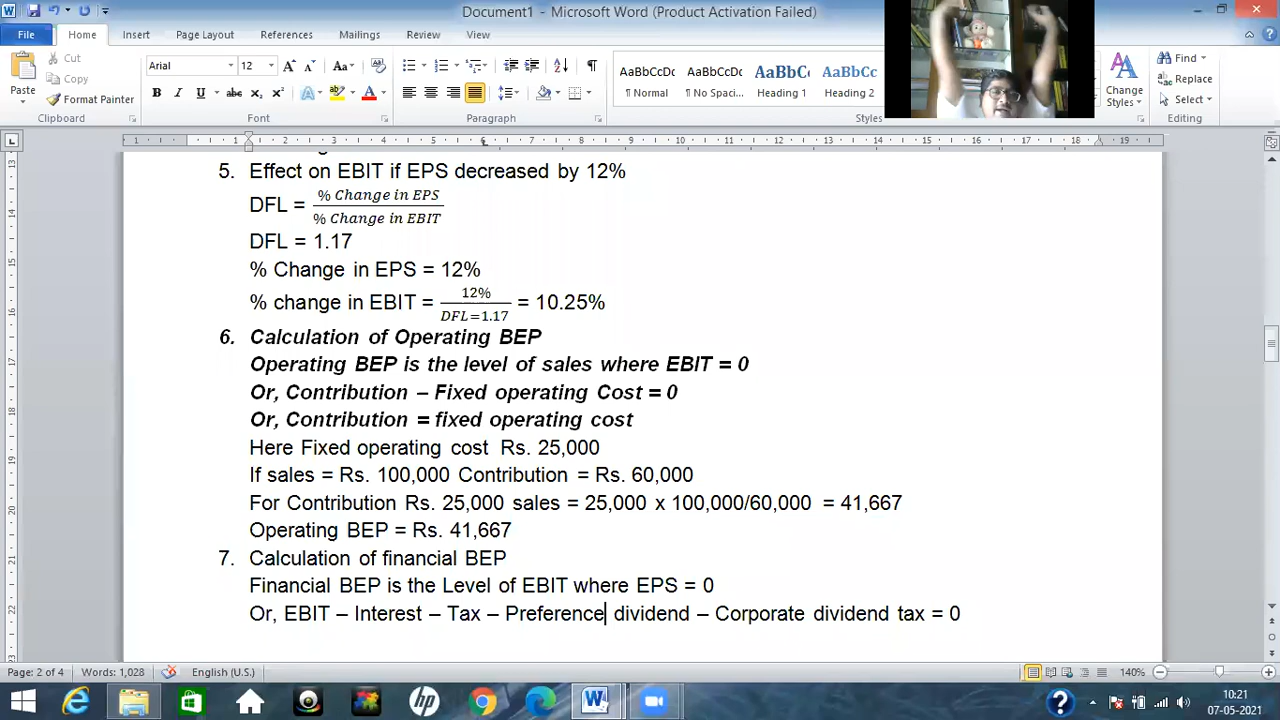 Document1 - Microsoft Word (Product Activation Failed)
File Home Insert Page Layout References Mailings Review View
Cut
Copy
Format Painter
Paste
Clipboard
Arial 12
Font
Paragraph
AaBbCcDc AaBbCcDc AaBbC AaBbCc
¶ Normal ¶ No Spaci... Heading 1 Heading 2
Styles
Change Styles
Find
Replace
Select
Editing
5. Effect on EBIT if EPS decreased by 12%
DFL = % Change in EPS / % Change in EBIT
DFL = 1.17
% Change in EPS = 12%
% change in EBIT = 12% / DFL=1.17 = 10.25%
6. Calculation of Operating BEP
Operating BEP is the level of sales where EBIT = 0
Or, Contribution – Fixed operating Cost = 0
Or, Contribution = fixed operating cost
Here Fixed operating cost Rs. 25,000
If sales = Rs. 100,000 Contribution = Rs. 60,000
For Contribution Rs. 25,000 sales = 25,000 x 100,000/60,000 = 41,667
Operating BEP = Rs. 41,667
7. Calculation of financial BEP
Financial BEP is the Level of EBIT where EPS = 0
Or, EBIT – Interest – Tax – Preference dividend – Corporate dividend tax = 0
Page: 2 of 4 Words: 1,028 English (U.S.) 140%
10:21
07-05-2021